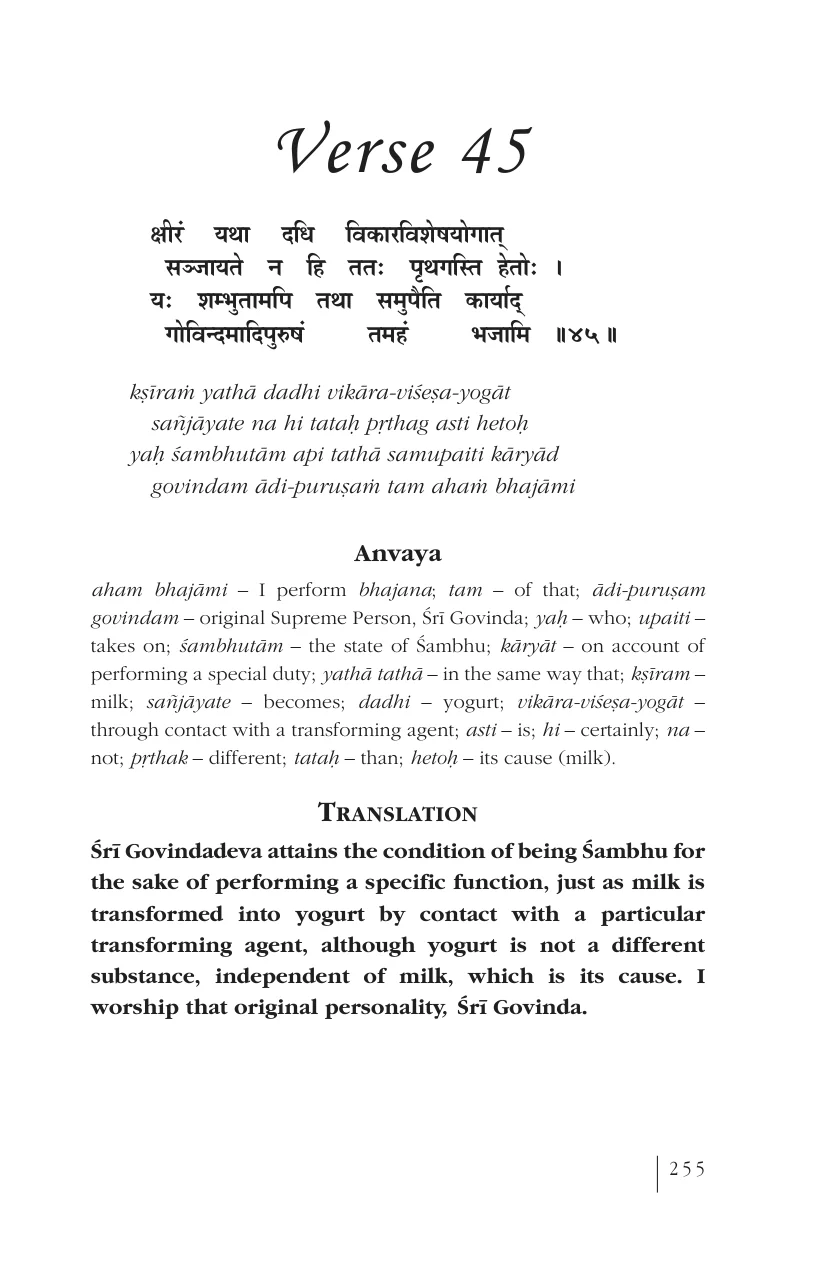 Verse 45
क्षीरं यथा दधि विकारविशेषयोगात्
सञ्जायते न हि ततः पृथगस्ति हेतोः ।
यः शम्भुतामपि तथा समुपैति कार्याद्
गोविन्दमादिपुरुषं तमहं भजामि ॥४५॥
kṣīraṁ yathā dadhi vikāra-viśeṣa-yogāt
sañjāyate na hi tataḥ pṛthag asti hetoḥ
yaḥ śambhutām api tathā samupaiti kāryād
govindam ādi-puruṣaṁ tam ahaṁ bhajāmi
Anvaya
aham bhajāmi – I perform bhajana; tam – of that; ādi-puruṣam
govindam – original Supreme Person, Śrī Govinda; yaḥ – who; upaiti –
takes on; śambhutām – the state of Śambhu; kāryāt – on account of
performing a special duty; yathā tathā – in the same way that; kṣīram –
milk; sañjāyate – becomes; dadhi – yogurt; vikāra-viśeṣa-yogāt –
through contact with a transforming agent; asti – is; hi – certainly; na –
not; pṛthak – different; tataḥ – than; hetoḥ – its cause (milk).
TRANSLATION
Śrī Govindadeva attains the condition of being Śambhu for
the sake of performing a specific function, just as milk is
transformed into yogurt by contact with a particular
transforming agent, although yogurt is not a different
substance, independent of milk, which is its cause. I
worship that original personality, Śrī Govinda.
255